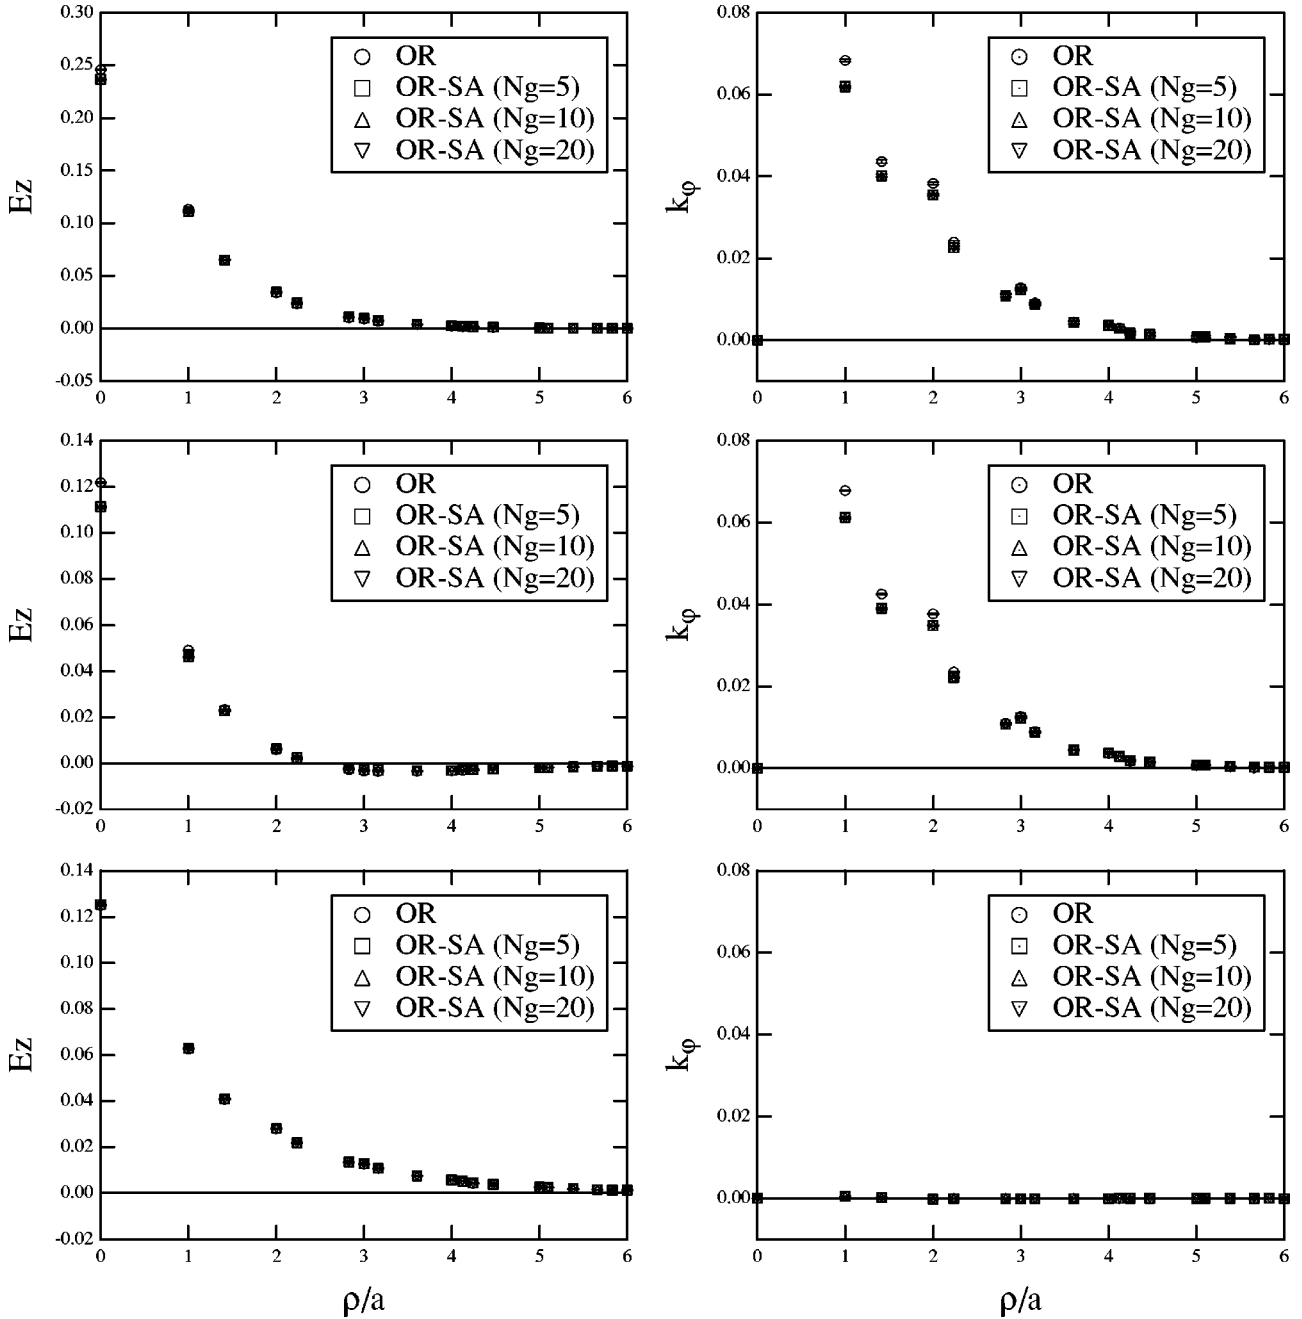 0.30
0.25
0.20
0.15
0.10
0.05
0.00
-0.05
Ez
OR
OR-SA (Ng=5)
OR-SA (Ng=10)
OR-SA (Ng=20)
0 1 2 3 4 5 6
0.08
0.06
0.04
0.02
0.00
kφ
OR
OR-SA (Ng=5)
OR-SA (Ng=10)
OR-SA (Ng=20)
0 1 2 3 4 5 6
0.14
0.12
0.10
0.08
0.06
0.04
0.02
0.00
-0.02
Ez
OR
OR-SA (Ng=5)
OR-SA (Ng=10)
OR-SA (Ng=20)
0 1 2 3 4 5 6
0.08
0.06
0.04
0.02
0.00
kφ
OR
OR-SA (Ng=5)
OR-SA (Ng=10)
OR-SA (Ng=20)
0 1 2 3 4 5 6
0.14
0.12
0.10
0.08
0.06
0.04
0.02
0.00
-0.02
Ez
OR
OR-SA (Ng=5)
OR-SA (Ng=10)
OR-SA (Ng=20)
0 1 2 3 4 5 6
ρ/a
0.08
0.06
0.04
0.02
0.00
kφ
OR
OR-SA (Ng=5)
OR-SA (Ng=10)
OR-SA (Ng=20)
0 1 2 3 4 5 6
ρ/a